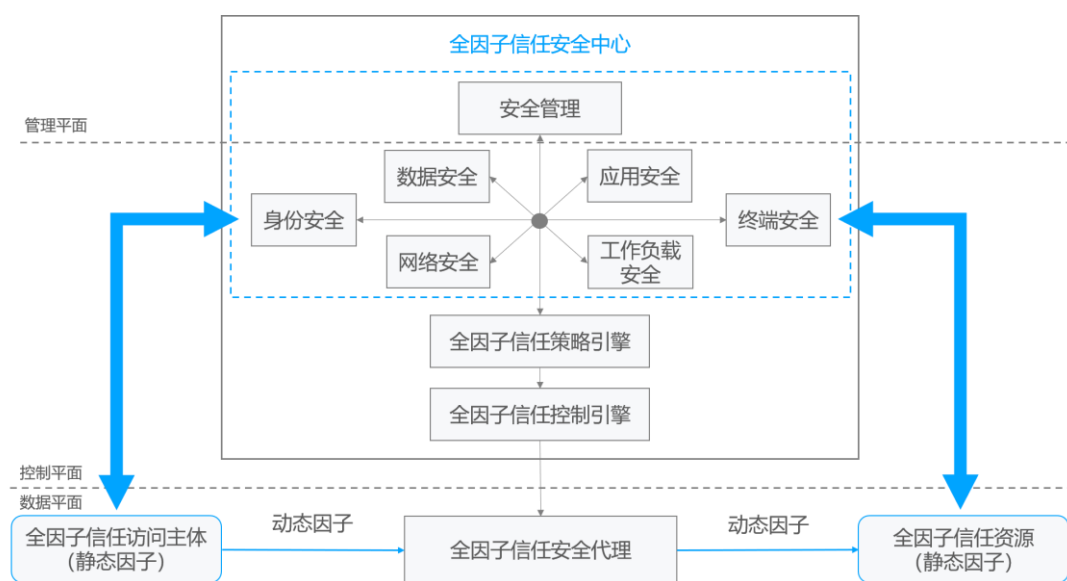 全因子信任安全中心
安全管理
管理平面
数据安全
应用安全
身份安全
终端安全
网络安全
工作负载
安全
全因子信任策略引擎
全因子信任控制引擎
控制平面
数据平面
全因子信任访问主体
（静态因子）
动态因子
全因子信任安全代理
动态因子
全因子信任资源
（静态因子）